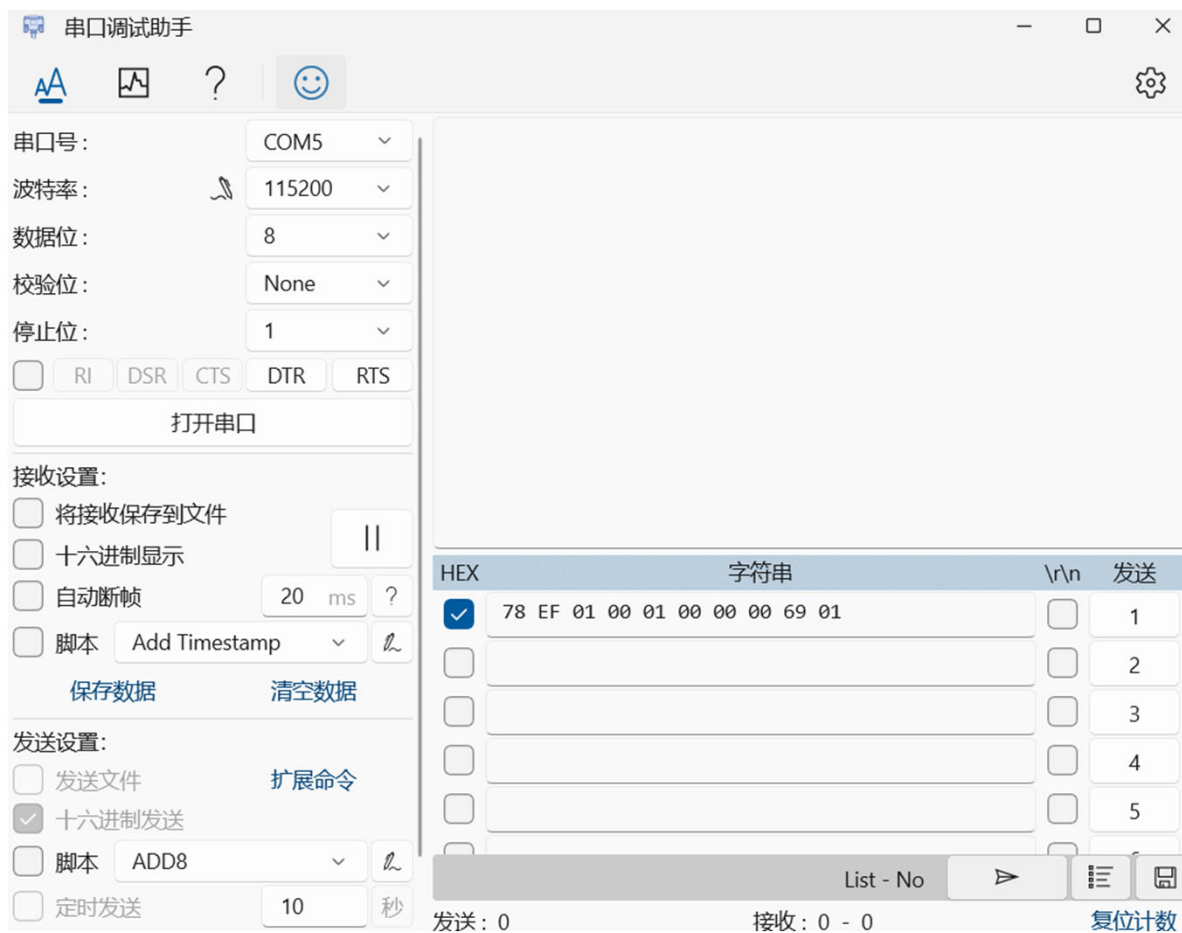 串口调试助手
串口号: COM5
波特率: 115200
数据位: 8
校验位: None
停止位: 1
RI DSR CTS DTR RTS
打开串口
接收设置:
将接收保存到文件
十六进制显示
自动断帧 20 ms ?
脚本 Add Timestamp
保存数据 清空数据
发送设置:
发送文件 扩展命令
十六进制发送
脚本 ADD8
定时发送 10 秒
HEX 字符串 \r\n 发送
78 EF 01 00 01 00 00 00 69 01 1
2
3
4
5
List - No
发送: 0 接收: 0 - 0 复位计数